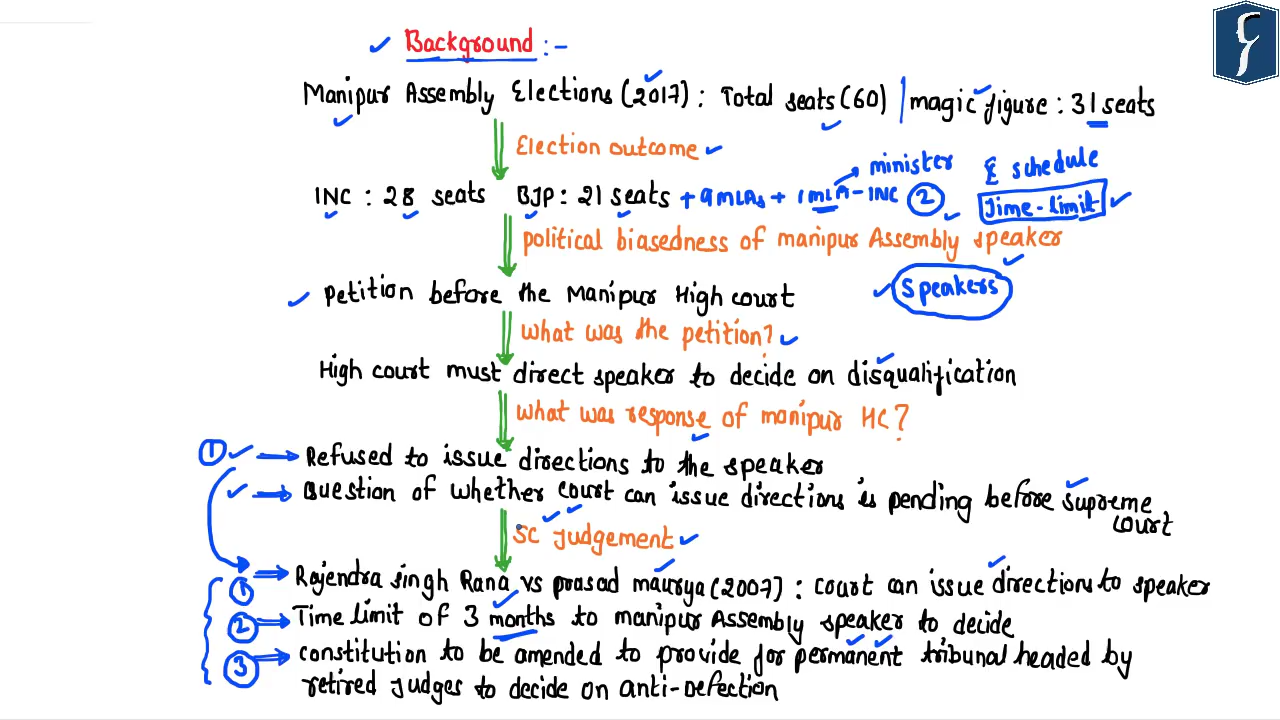 Background :-
Manipur Assembly Elections (2017) : Total seats (60) | magic figure : 31 seats
Election outcome
minister
INC : 28 seats BJP : 21 seats + 9 MLAs + 1 MLA - INC ②
schedule
Time-limit
political biasedness of manipur Assembly speaker
Petition before the Manipur High court
Speakers
what was the petition?
High court must direct speaker to decide on disqualification
what was response of manipur HC?
① → Refused to issue directions to the speaker
→ Question of whether court can issue directions is pending before supreme
court
SC judgement
① → Rajendra singh Rana vs prasad maurya (2007) : court can issue directions to speaker
② → Time limit of 3 months to manipur Assembly speaker to decide
③ → constitution to be amended to provide for permanent tribunal headed by
retired judges to decide on anti-defection